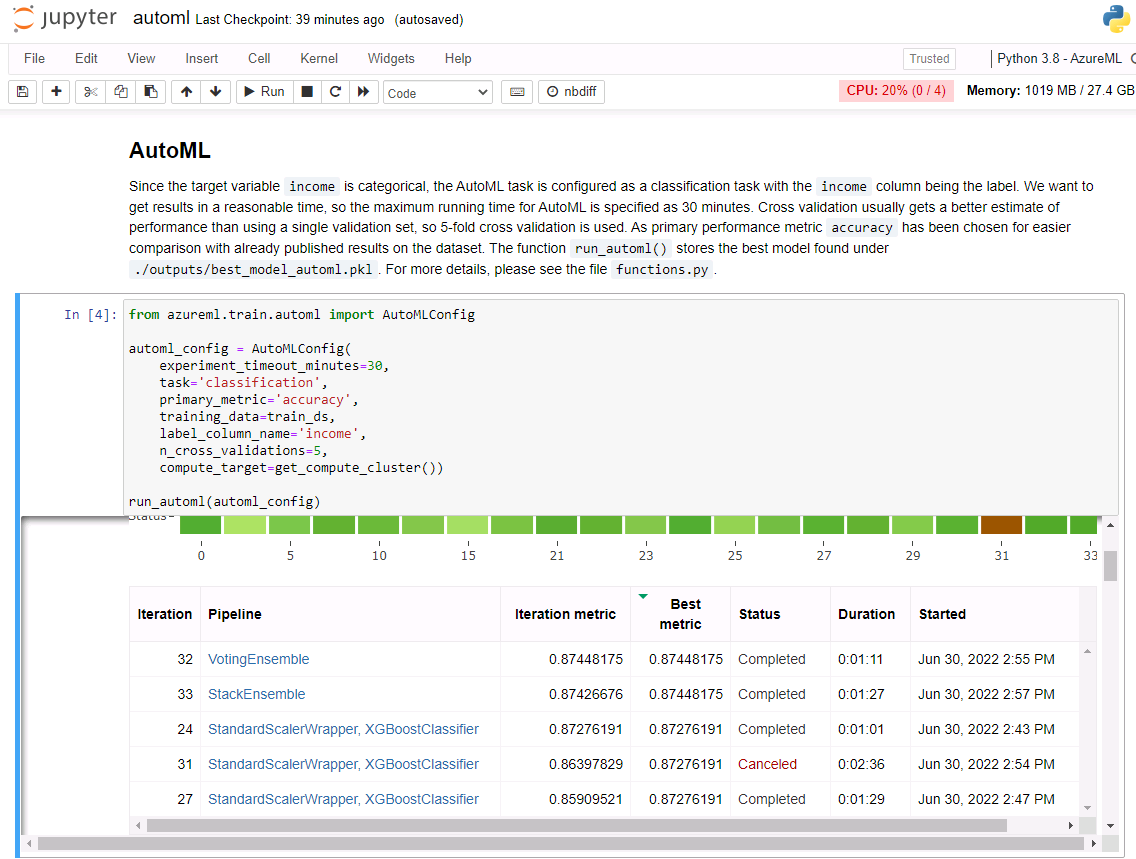 jupyter automl Last Checkpoint: 39 minutes ago (autosaved)
File Edit View Insert Cell Kernel Widgets Help Trusted Python 3.8 - AzureML
Run Code nbdiff CPU: 20% (0 / 4) Memory: 1019 MB / 27.4 GB
AutoML
Since the target variable income is categorical, the AutoML task is configured as a classification task with the income column being the label. We want to
get results in a reasonable time, so the maximum running time for AutoML is specified as 30 minutes. Cross validation usually gets a better estimate of
performance than using a single validation set, so 5-fold cross validation is used. As primary performance metric accuracy has been chosen for easier
comparison with already published results on the dataset. The function run_automl() stores the best model found under
./outputs/best_model_automl.pkl . For more details, please see the file functions.py .
In [4]: from azureml.train.automl import AutoMLConfig
automl_config = AutoMLConfig(
experiment_timeout_minutes=30,
task='classification',
primary_metric='accuracy',
training_data=train_ds,
label_column_name='income',
n_cross_validations=5,
compute_target=get_compute_cluster())
run_automl(automl_config)
Status
0 5 10 15 21 23 25 27 29 31 33
Iteration Pipeline Iteration metric Best metric Status Duration Started
32 VotingEnsemble 0.87448175 0.87448175 Completed 0:01:11 Jun 30, 2022 2:55 PM
33 StackEnsemble 0.87426676 0.87448175 Completed 0:01:27 Jun 30, 2022 2:57 PM
24 StandardScalerWrapper, XGBoostClassifier 0.87276191 0.87276191 Completed 0:01:01 Jun 30, 2022 2:43 PM
31 StandardScalerWrapper, XGBoostClassifier 0.86397829 0.87276191 Canceled 0:02:36 Jun 30, 2022 2:54 PM
27 StandardScalerWrapper, XGBoostClassifier 0.85909521 0.87276191 Completed 0:01:29 Jun 30, 2022 2:47 PM